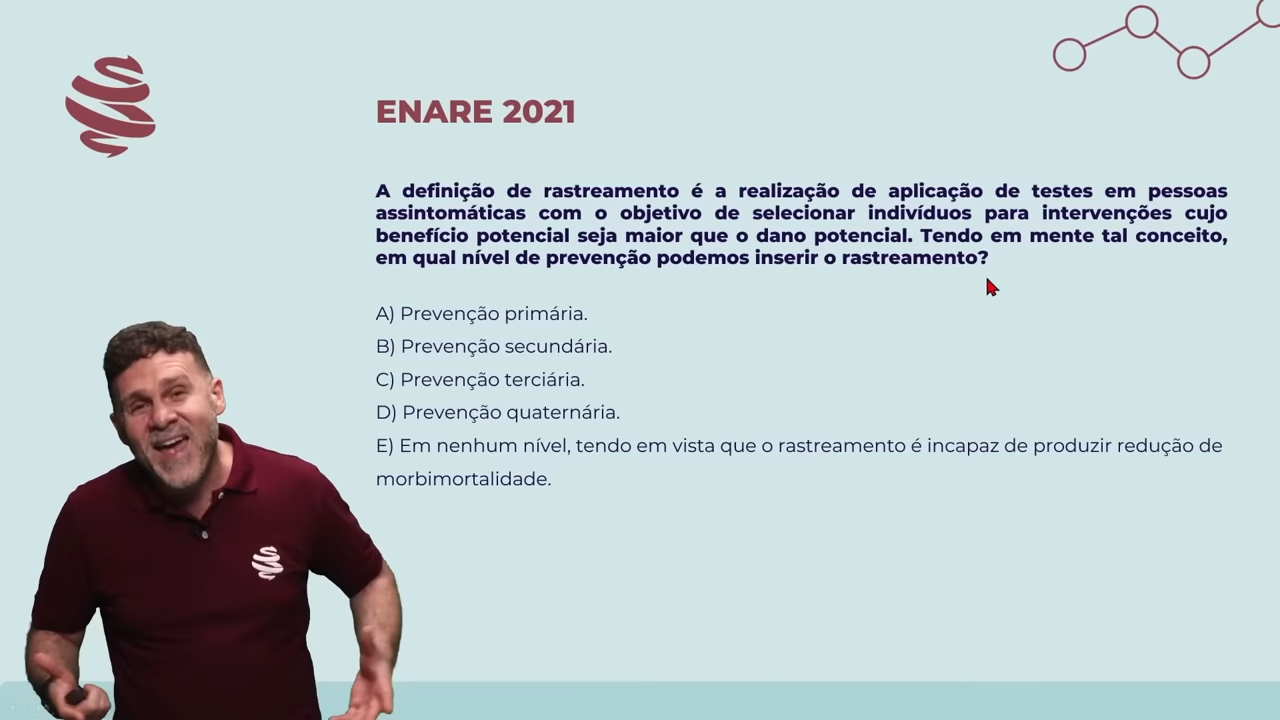 ENARE 2021
A definição de rastreamento é a realização de aplicação de testes em pessoas
assintomáticas com o objetivo de selecionar indivíduos para intervenções cujo
benefício potencial seja maior que o dano potencial. Tendo em mente tal conceito,
em qual nível de prevenção podemos inserir o rastreamento?
A) Prevenção primária.
B) Prevenção secundária.
C) Prevenção terciária.
D) Prevenção quaternária.
E) Em nenhum nível, tendo em vista que o rastreamento é incapaz de produzir redução de
morbimortalidade.